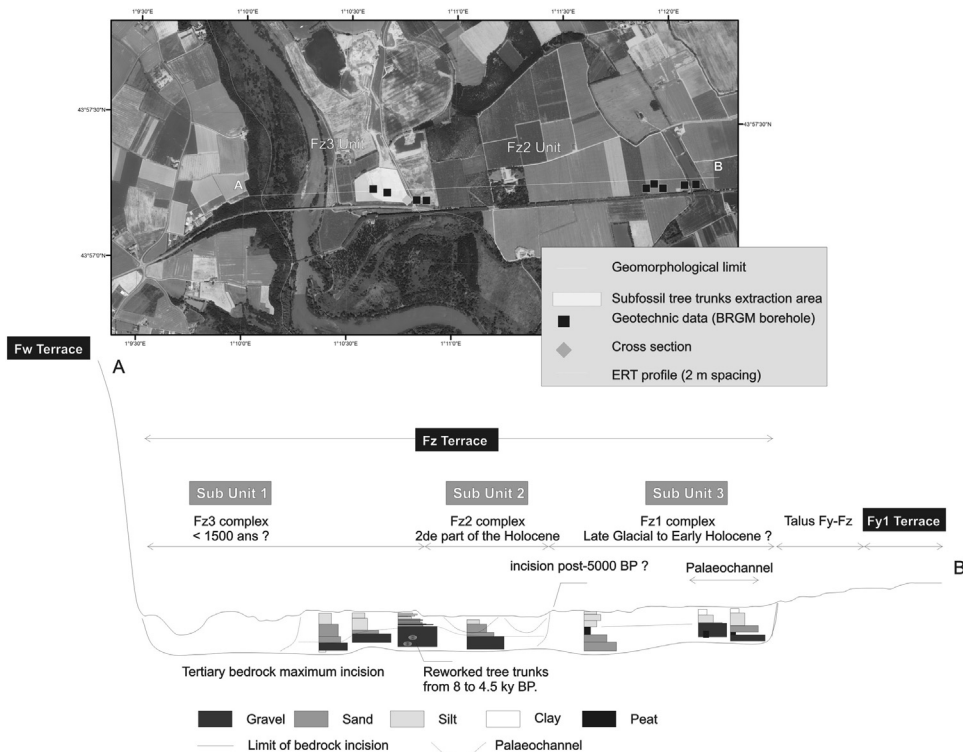 1°9'30"E
1°10'0"E
1°10'30"E
1°11'0"E
1°11'30"E
1°12'0"E
43°57'30"N
43°57'30"N
Fz3 Unit
Fz2 Unit
A
B
43°57'0"N
1°9'30"E
1°10'0"E
1°10'30"E
1°11'0"E
Geomorphological limit
Subfossil tree trunks extraction area
Geotechnic data (BRGM borehole)
Cross section
ERT profile (2 m spacing)
Fw Terrace
A
Fz Terrace
Sub Unit 1
Sub Unit 2
Sub Unit 3
Fz3 complex
< 1500 ans ?
Fz2 complex
2de part of the Holocene
Fz1 complex
Late Glacial to Early Holocene ?
Talus Fy-Fz
Fy1 Terrace
incision post-5000 BP ?
Palaeochannel
B
Tertiary bedrock maximum incision
Reworked tree trunks
from 8 to 4.5 ky BP.
Gravel
Sand
Silt
Clay
Peat
Limit of bedrock incision
Palaeochannel